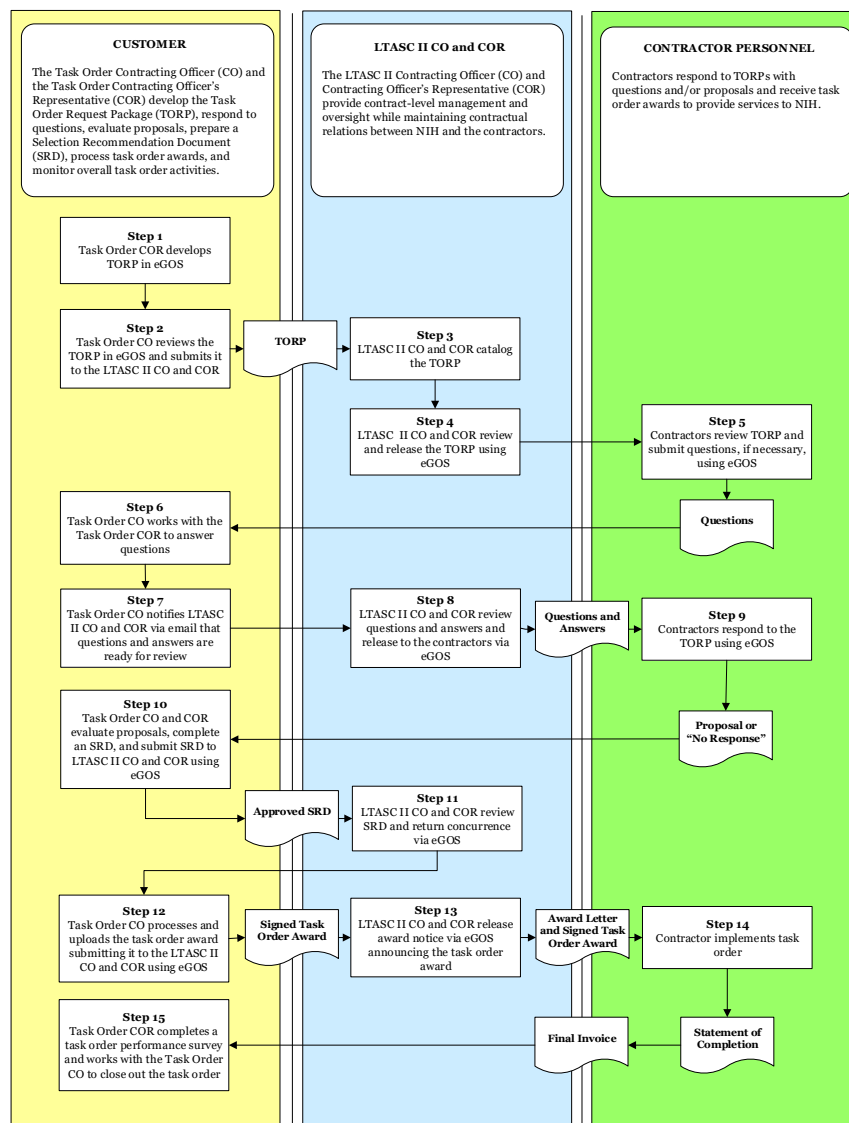 CUSTOMER
The Task Order Contracting Officer (CO) and
the Task Order Contracting Officer's
Representative (COR) develop the Task
Order Request Package (TORP), respond to
questions, evaluate proposals, prepare a
Selection Recommendation Document
(SRD), process task order awards, and
monitor overall task order activities.
LTASC II CO and COR
The LTASC II Contracting Officer (CO) and
Contracting Officer's Representative (COR)
provide contract-level management and
oversight while maintaining contractual
relations between NIH and the contractors.
CONTRACTOR PERSONNEL
Contractors respond to TORPs with
questions and/or proposals and receive task
order awards to provide services to NIH.
Step 1
Task Order COR develops
TORP in eGOS
Step 2
Task Order CO reviews the
TORP in eGOS and submits it
to the LTASC II CO and COR
TORP
Step 3
LTASC II CO and COR catalog
the TORP
Step 4
LTASC II CO and COR review
and release the TORP using
eGOS
Step 5
Contractors review TORP and
submit questions, if necessary,
using eGOS
Questions
Step 6
Task Order CO works with the
Task Order COR to answer
questions
Step 7
Task Order CO notifies LTASC
II CO and COR via email that
questions and answers are
ready for review
Step 8
LTASC II CO and COR review
questions and answers and
release to the contractors via
eGOS
Questions and
Answers
Step 9
Contractors respond to the
TORP using eGOS
Proposal or
"No Response"
Step 10
Task Order CO and COR
evaluate proposals, complete
an SRD, and submit SRD to
LTASC II CO and COR using
eGOS
Approved SRD
Step 11
LTASC II CO and COR review
SRD and return concurrence
via eGOS
Step 12
Task Order CO processes and
uploads the task order award
submitting it to the LTASC II
CO and COR using eGOS
Signed Task
Order Award
Step 13
LTASC II CO and COR release
award notice via eGOS
announcing the task order
award
Award Letter
and Signed Task
Order Award
Step 14
Contractor implements task
order
Statement of
Completion
Final Invoice
Step 15
Task Order COR completes a
task order performance survey
and works with the Task Order
CO to close out the task order